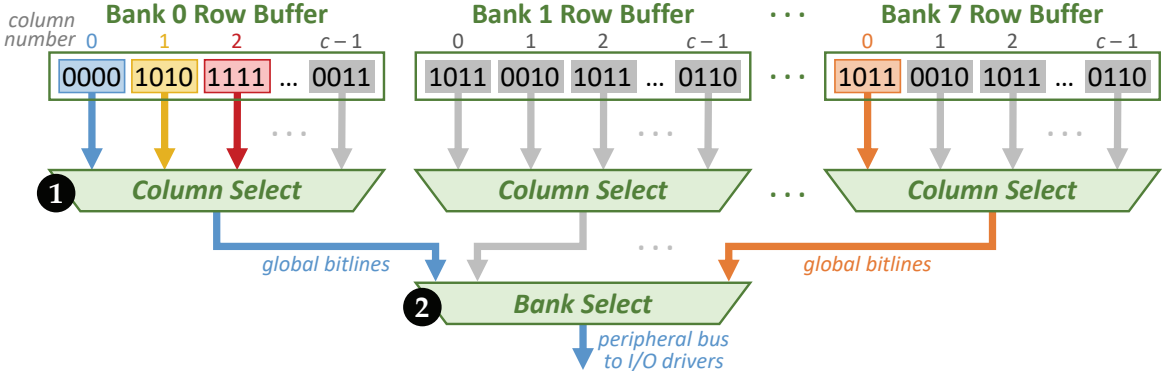 Bank 0 Row Buffer Bank 1 Row Buffer ... Bank 7 Row Buffer
column
number 0 1 2 c – 1 0 1 2 c – 1 0 1 2 c – 1
0000 1010 1111 ... 0011 1011 0010 1011 ... 0110 ... 1011 0010 1011 ... 0110
... ... ...
1 Column Select Column Select ... Column Select
...
global bitlines global bitlines
2 Bank Select
peripheral bus
to I/O drivers